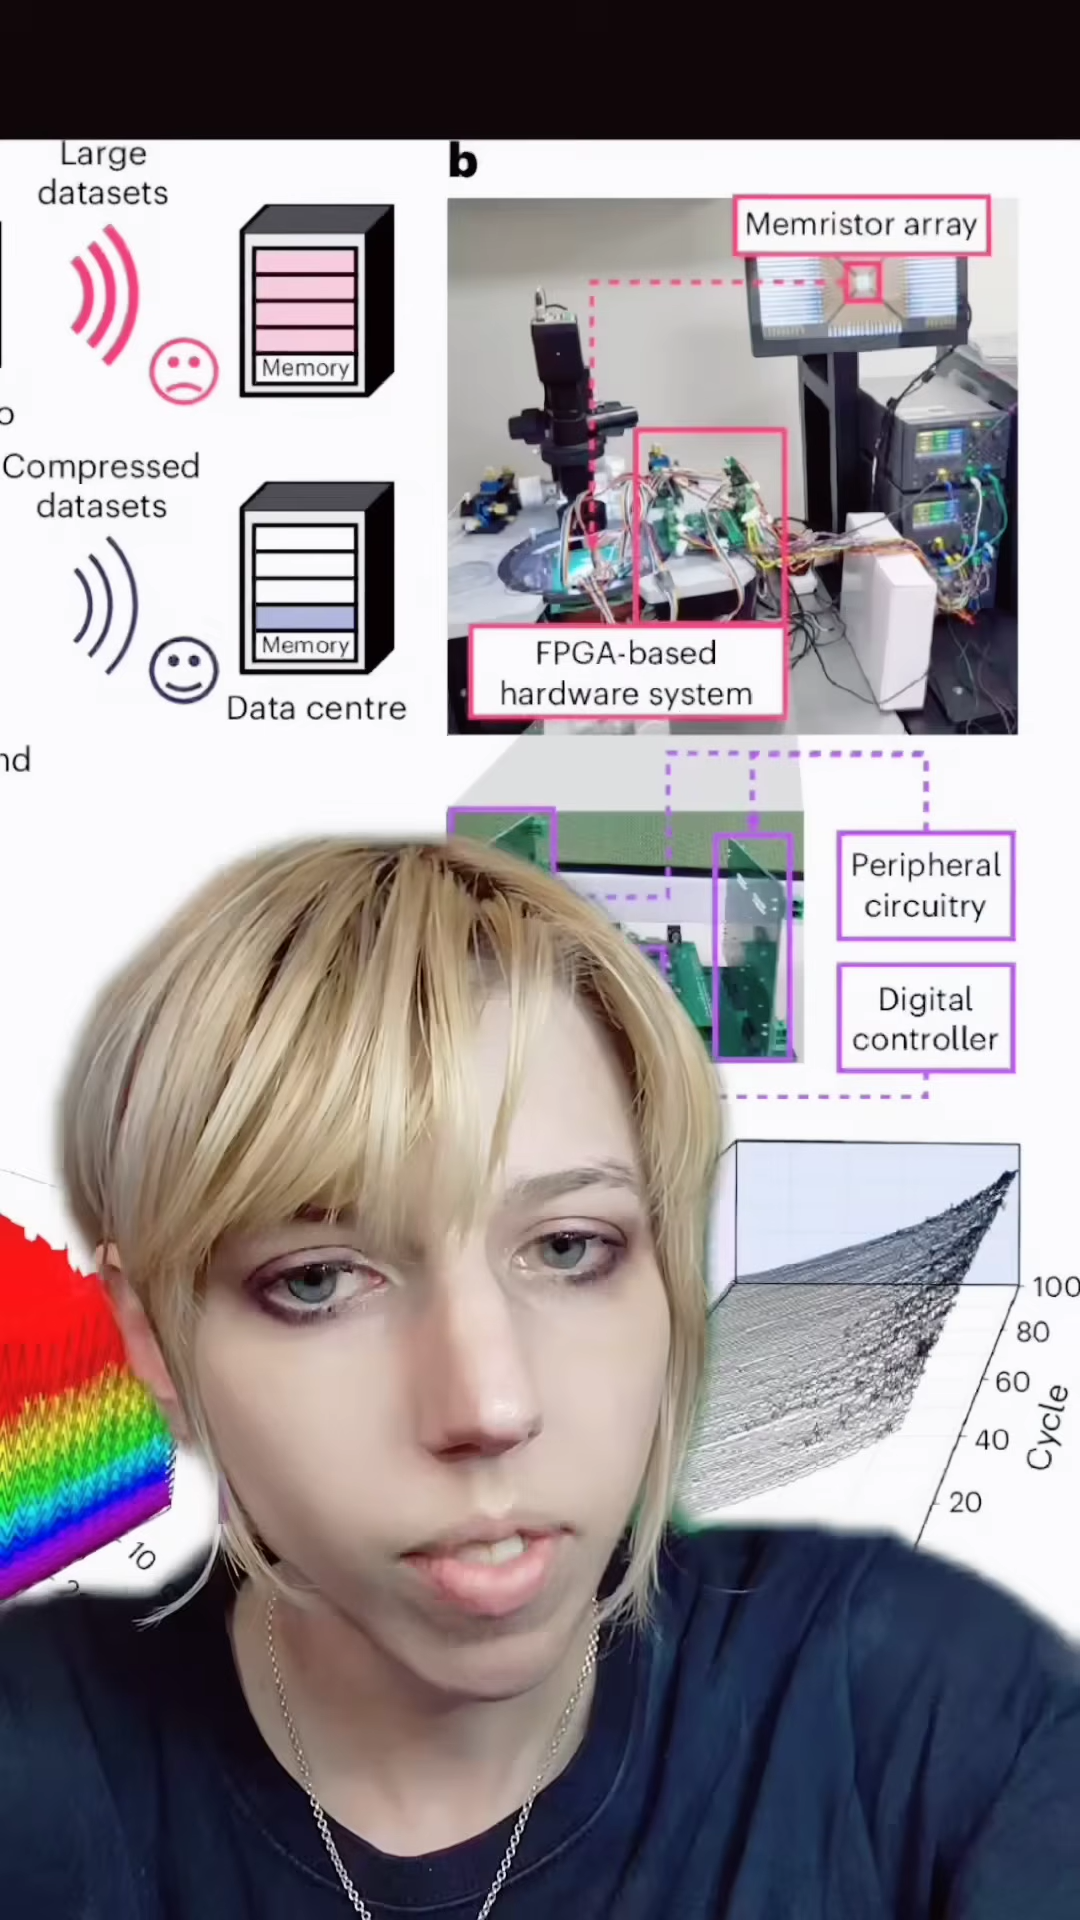 Large
datasets
Memory
o
Compressed
datasets
Memory
Data centre
nd
b
Memristor array
FPGA-based
hardware system
Peripheral
circuitry
Digital
controller
100
80
60
40
20
Cycle
10